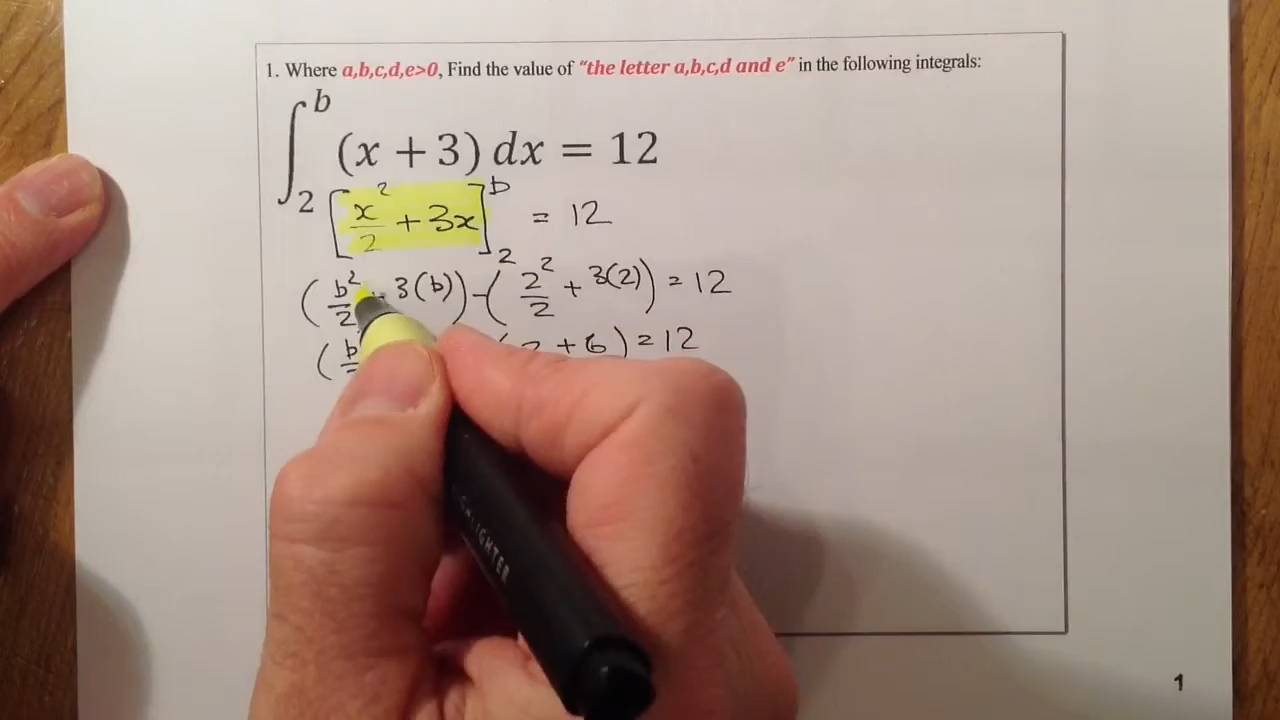 1. Where a,b,c,d,e>0, Find the value of "the letter a,b,c,d and e" in the following integrals:
∫₂ᵇ (x + 3) dx = 12
[x²/2 + 3x]₂ᵇ = 12
(b²/2 3(b)) - (2²/2 + 3(2)) = 12
(b + 6) = 12
HIGHLIGHTER
1